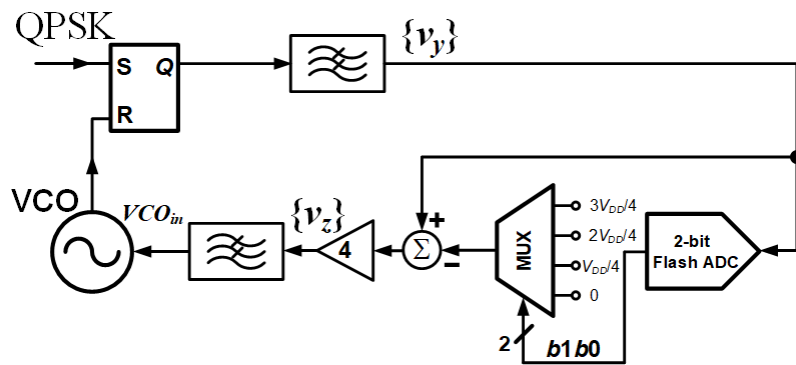 QPSK
S Q
R
{v_y}
VCO
VCO_in
{v_z}
4
+
Σ
−
MUX
3V_DD/4
2V_DD/4
V_DD/4
0
2-bit
Flash ADC
2
b1b0